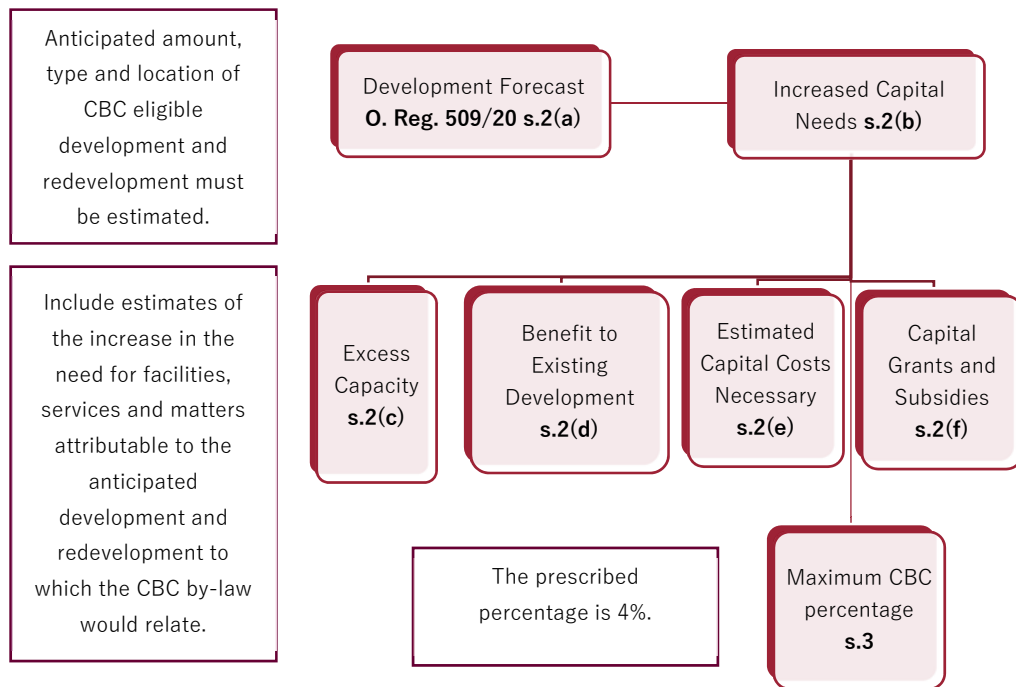 Anticipated amount,
type and location of
CBC eligible
development and
redevelopment must
be estimated.
Development Forecast
O. Reg. 509/20 s.2(a)
Increased Capital
Needs s.2(b)
Include estimates of
the increase in the
need for facilities,
services and matters
attributable to the
anticipated
development and
redevelopment to
which the CBC by-law
would relate.
Excess
Capacity
s.2(c)
Benefit to
Existing
Development
s.2(d)
Estimated
Capital Costs
Necessary
s.2(e)
Capital
Grants and
Subsidies
s.2(f)
The prescribed
percentage is 4%.
Maximum CBC
percentage
s.3